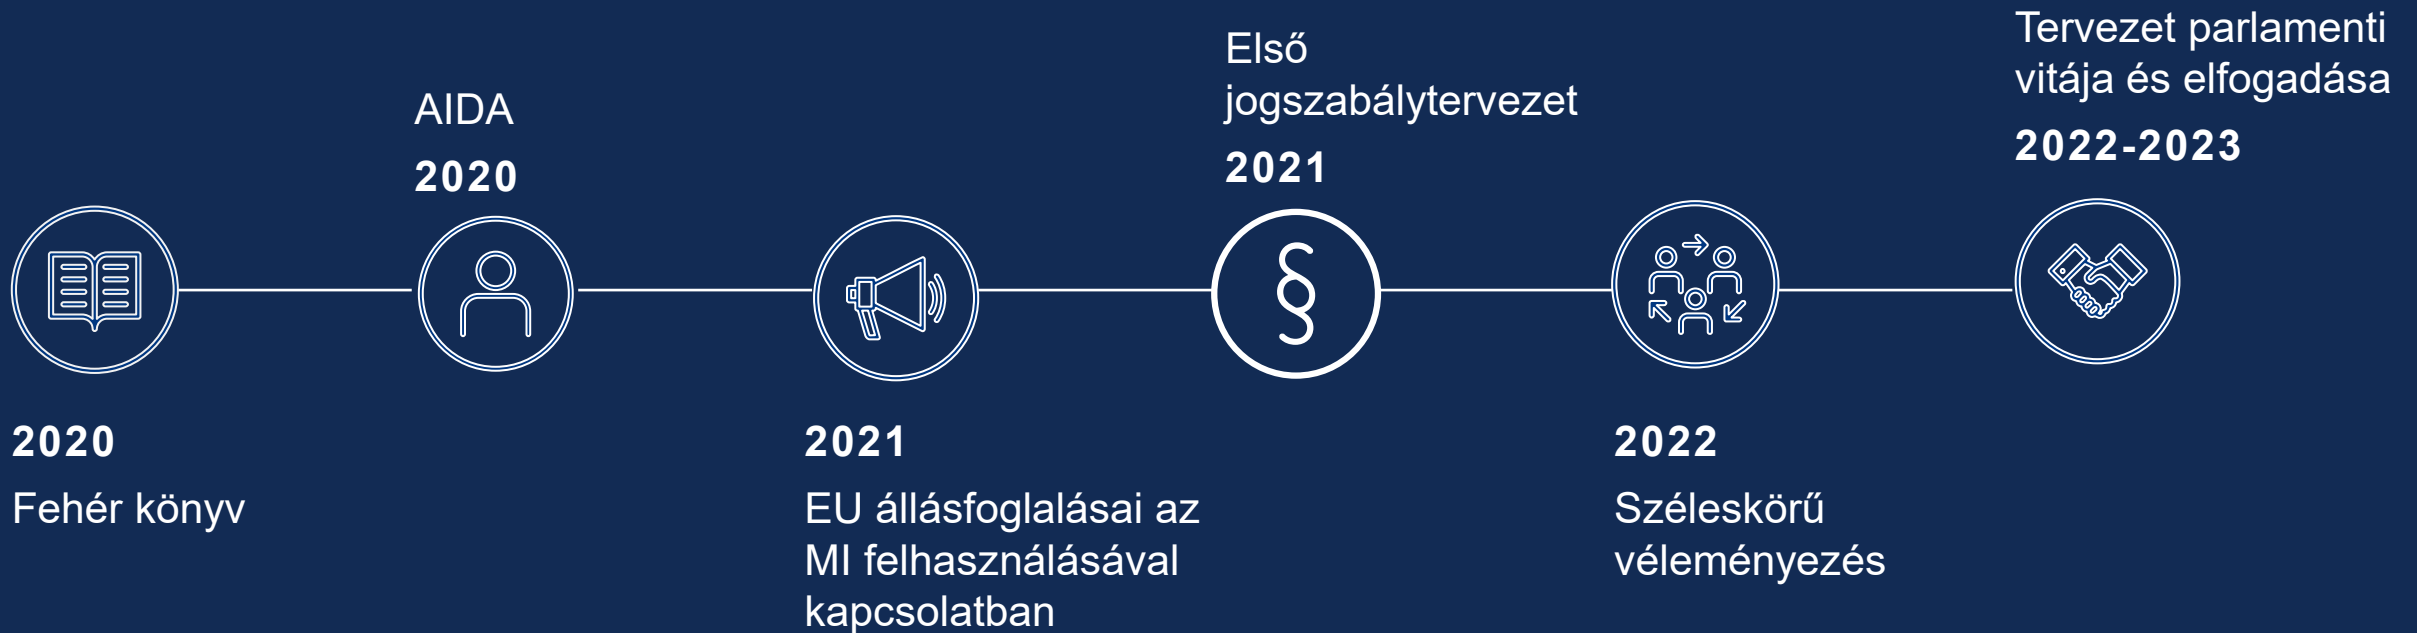 2020
Fehér könyv
AIDA
2020
2021
EU állásfoglalásai az
MI felhasználásával
kapcsolatban
Első
jogszabálytervezet
2021
§
2022
Széleskörű
véleményezés
Tervezet parlamenti
vitája és elfogadása
2022-2023